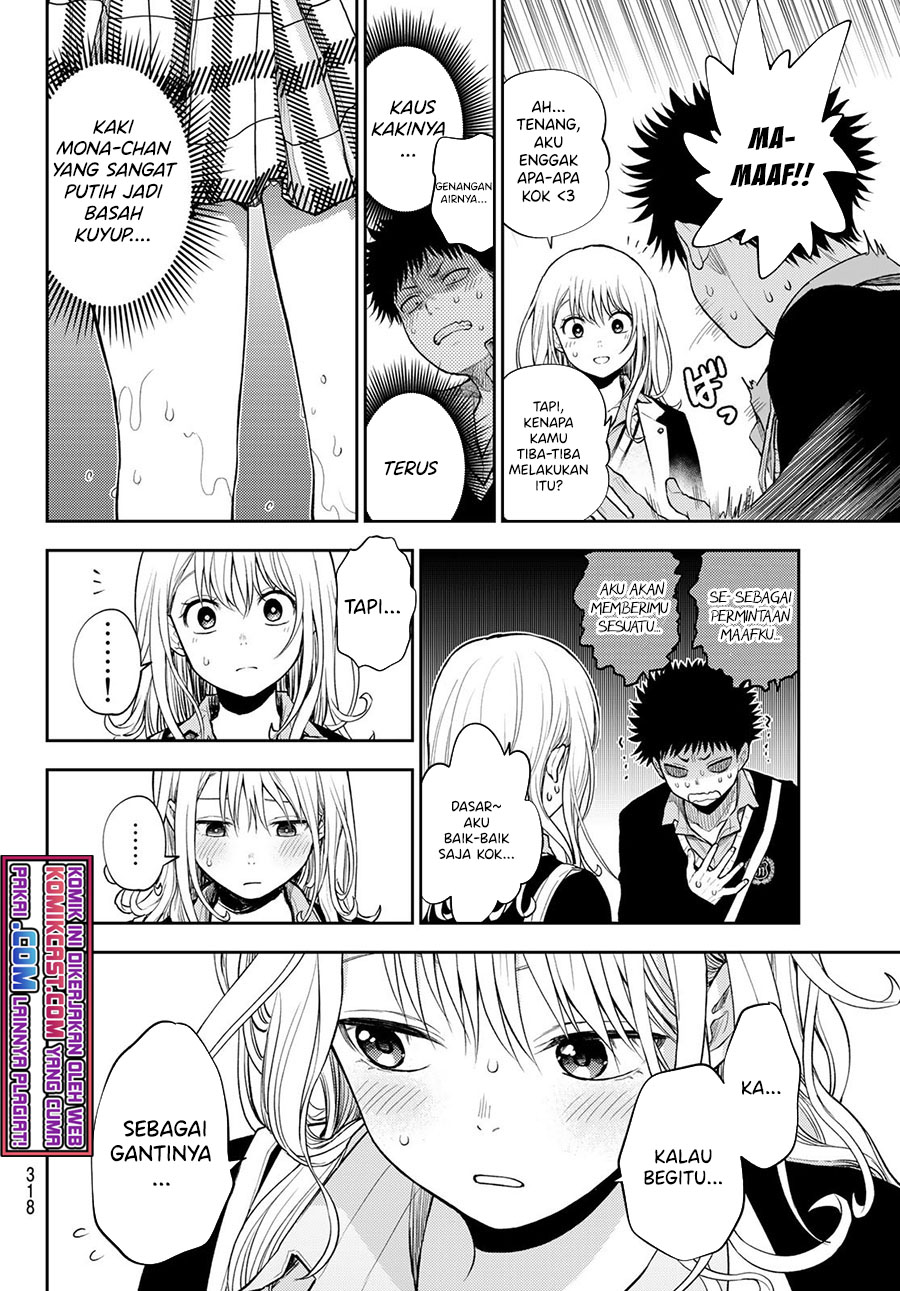 MA-
MAAF!!
AH...
TENANG,
AKU
ENGGAK
APA-APA
KOK <3
TAPI,
KENAPA
KAMU
TIBA-TIBA
MELAKUKAN
ITU?
ばっ
KAUS
KAKINYA
...
GENANGAN
AIRNYA...
TERUS
KAKI
MONA-CHAN
YANG SANGAT
PUTIH JADI
BASAH
KUYUP....
SE- SEBAGAI
PERMINTAAN
MAAFKU...
AKU AKAN
MEMBERIMU
SESUATU...
DASAR~
AKU
BAIK-BAIK
SAJA KOK...
TAPI...
......!
.....
KA...
KALAU
BEGITU...
SEBAGAI
GANTINYA
...
KOMIK INI DIKERJAKAN OLEH WEB
KOMIKCAST.COM YANG CUMA
PAKAI .COM LAINNYA PLAGIAT!
318